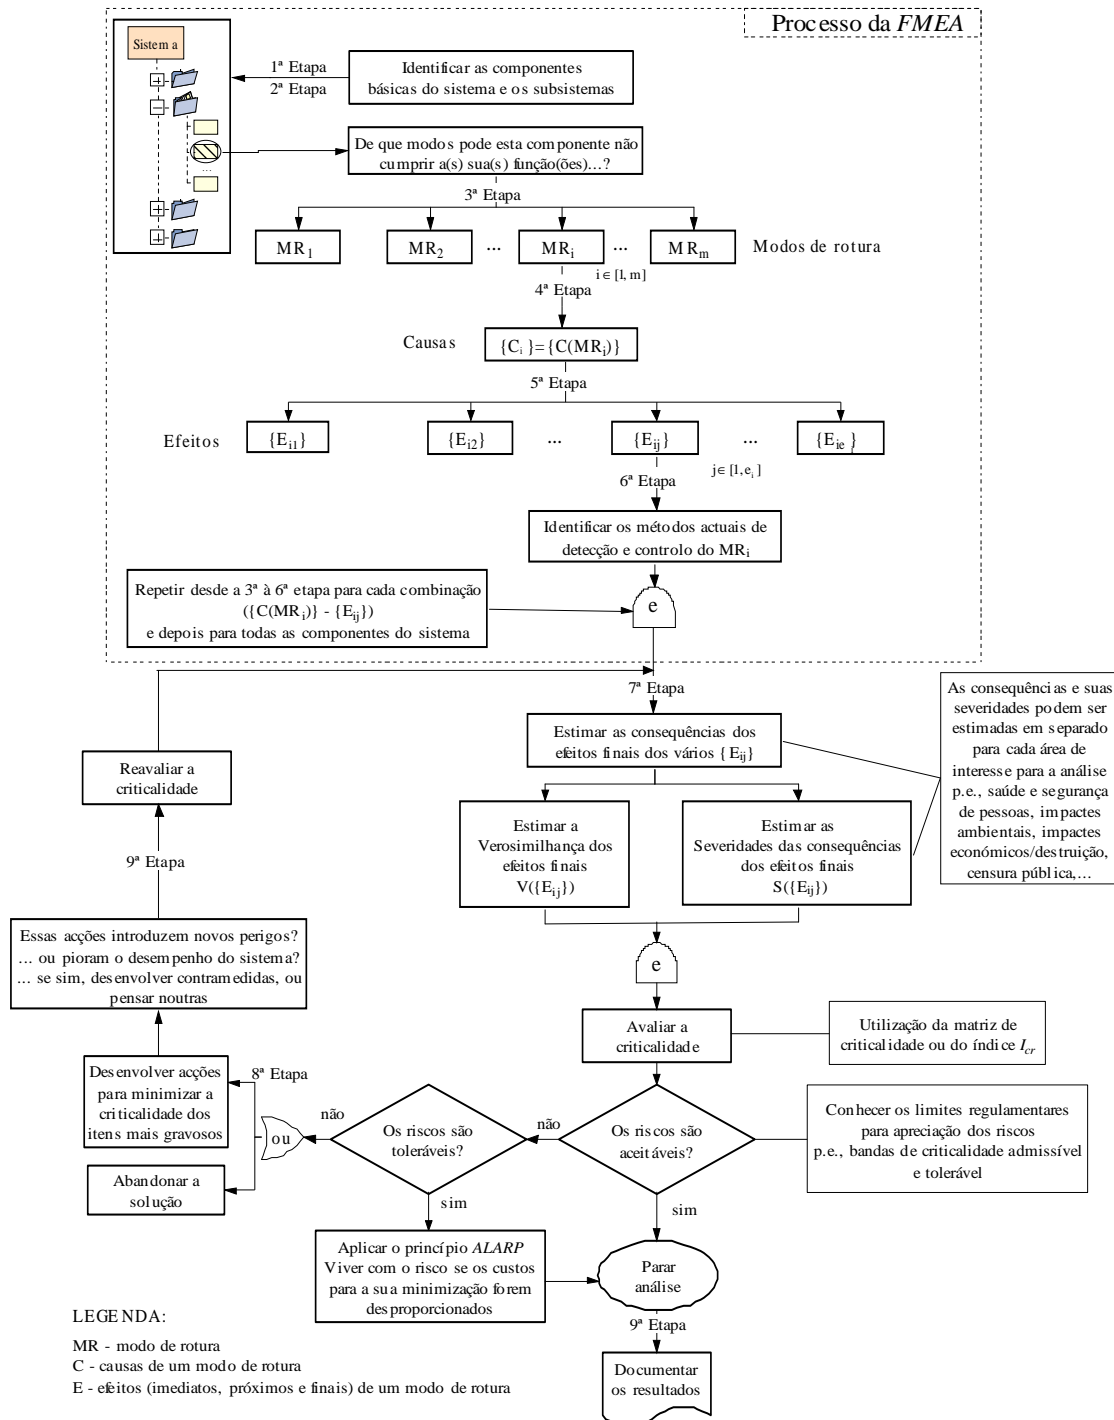 Processo da FMEA
Sistema
1ª Etapa
2ª Etapa
Identificar as componentes
básicas do sistema e os subsistemas
De que modos pode esta componente não
cumprir a(s) sua(s) função(ões)...?
...
3ª Etapa
MR1
MR2
...
MRi
...
MRm
Modos de rotura
i ∈ [1, m]
4ª Etapa
Causas
{Ci}={C(MRi)}
5ª Etapa
Efeitos
{Ei1}
{Ei2}
...
{Eij}
...
{Eiei}
j∈ [1, ei]
6ª Etapa
Identificar os métodos actuais de
detecção e controlo do MRi
Repetir desde a 3ª à 6ª etapa para cada combinação
({C(MRi)} - {Eij})
e depois para todas as componentes do sistema
e
7ª Etapa
Estimar as consequências dos
efeitos finais dos vários {Eij}
As consequências e suas
severidades podem ser
estimadas em separado
para cada área de
interesse para a análise
p.e., saúde e segurança
de pessoas, impactes
ambientais, impactes
económicos/destruição,
censura pública,...
Reavaliar a
criticalidade
Estimar a
Verosimilhança dos
efeitos finais
V({Eij})
Estimar as
Severidades das consequências
dos efeitos finais
S({Eij})
9ª Etapa
Essas acções introduzem novos perigos?
... ou pioram o desempenho do sistema?
... se sim, desenvolver contramedidas, ou
pensar noutras
e
Avaliar a
criticalidade
Utilização da matriz de
criticalidade ou do índice Icr
Desenvolver acções
para minimizar a
criticalidade dos
itens mais gravosos
8ª Etapa
ou
não
Os riscos são
toleráveis?
não
Os riscos são
aceitáveis?
Conhecer os limites regulamentares
para apreciação dos riscos
p.e., bandas de criticalidade admissível
e tolerável
Abandonar a
solução
sim
sim
Aplicar o princípio ALARP
Viver com o risco se os custos
para a sua minimização forem
desproporcionados
Parar
análise
9ª Etapa
Documentar
os resultados
LEGENDA:
MR - modo de rotura
C - causas de um modo de rotura
E - efeitos (imediatos, próximos e finais) de um modo de rotura